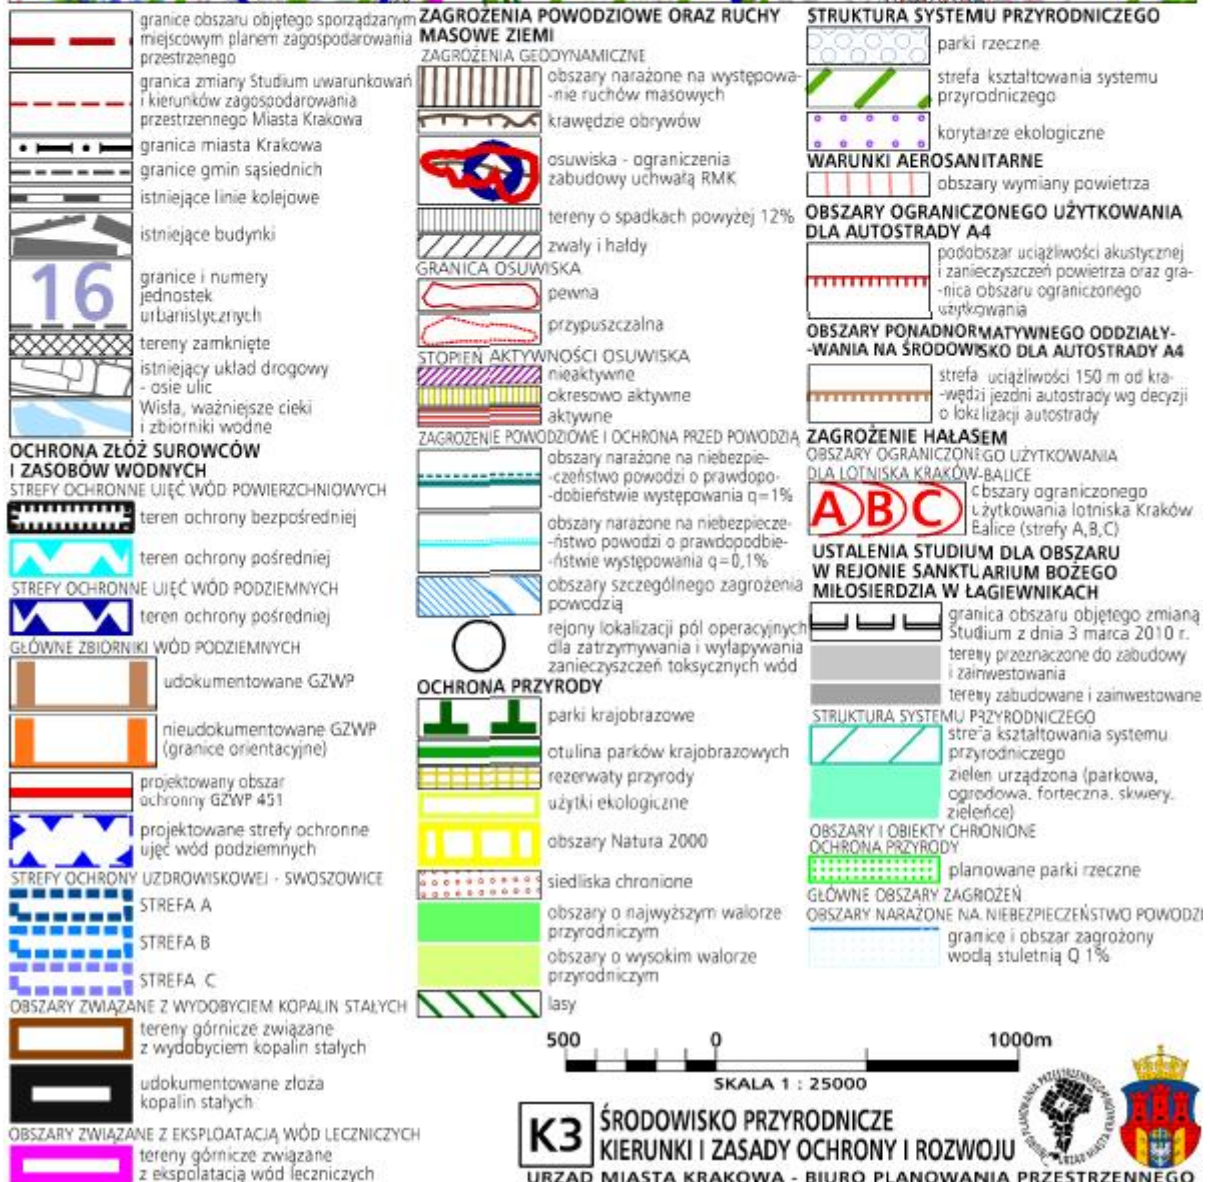 granice obszaru objętego sporządzanym
miejscowym planem zagospodarowania
przestrzenego
granica zmiany Studium uwarunkowań
i kierunków zagospodarowania
przestrzennego Miasta Krakowa
granica miasta Krakowa
granice gmin sąsiednich
istniejące linie kolejowe
istniejące budynki
16
granice i numery
jednostek
urbanistycznych
tereny zamknięte
istniejący układ drogowy
- osie ulic
Wisła, ważniejsze cieki
i zbiorniki wodne
OCHRONA ZŁÓŻ SUROWCÓW
I ZASOBÓW WODNYCH
STREFY OCHRONNE UJĘĆ WÓD POWIERZCHNIOWYCH
teren ochrony bezpośredniej
teren ochrony pośredniej
STREFY OCHRONNE UJĘĆ WÓD PODZIEMNYCH
teren ochrony pośredniej
GŁÓWNE ZBIORNIKI WÓD PODZIEMNYCH
udokumentowane GZWP
nieudokumentowane GZWP
(granice orientacyjne)
projektowany obszar
ochronny GZWP 451
projektowane strefy ochronne
ujęć wód podziemnych
STREFY OCHRONY UZDROWISKOWEJ - SWOSZOWICE
STREFA A
STREFA B
STREFA C
OBSZARY ZWIĄZANE Z WYDOBYCIEM KOPALIN STAŁYCH
tereny górnicze związane
z wydobyciem kopalin stałych
udokumentowane złoża
kopalin stałych
OBSZARY ZWIĄZANE Z EKSPLOATACJĄ WÓD LECZNICZYCH
tereny górnicze związane
z ekspolatacją wód leczniczych
ZAGROŻENIA POWODZIOWE ORAZ RUCHY
MASOWE ZIEMI
ZAGROŻENIA GEODYNAMICZNE
obszary narażone na występowa-
-nie ruchów masowych
krawędzie obrywów
osuwiska - ograniczenia
zabudowy uchwałą RMK
tereny o spadkach powyżej 12%
zwały i hałdy
GRANICA OSUWISKA
pewna
przypuszczalna
STOPIEŃ AKTYWNOŚCI OSUWISKA
nieaktywne
okresowo aktywne
aktywne
ZAGROŻENIE POWODZIOWE I OCHRONA PRZED POWODZIĄ
obszary narażone na niebezpie-
-czeństwo powodzi o prawdopo-
-dobieństwie występowania q=1%
obszary narażone na niebezpiecze-
-ństwo powodzi o prawdopodbie-
-ństwie występowania q=0,1%
obszary szczególnego zagrożenia
powodzią
rejony lokalizacji pól operacyjnych
dla zatrzymywania i wyłapywania
zanieczyszczeń toksycznych wód
OCHRONA PRZYRODY
parki krajobrazowe
otulina parków krajobrazowych
rezerwaty przyrody
użytki ekologiczne
obszary Natura 2000
siedliska chronione
obszary o najwyższym walorze
przyrodniczym
obszary o wysokim walorze
przyrodniczym
lasy
STRUKTURA SYSTEMU PRZYRODNICZEGO
parki rzeczne
strefa kształtowania systemu
przyrodniczego
korytarze ekologiczne
WARUNKI AEROSANITARNE
obszary wymiany powietrza
OBSZARY OGRANICZONEGO UŻYTKOWANIA
DLA AUTOSTRADY A4
podobszar uciążliwości akustycznej
i zanieczyszczeń powietrza oraz gra-
-nica obszaru ograniczonego
użytkowania
OBSZARY PONADNORMATYWNEGO ODDZIAŁY-
-WANIA NA ŚRODOWISKO DLA AUTOSTRADY A4
strefa uciążliwości 150 m od kra-
-wędzi jezdni autostrady wg decyzji
o lokalizacji autostrady
ZAGROŻENIE HAŁASEM
OBSZARY OGRANICZONEGO UŻYTKOWANIA
DLA LOTNISKA KRAKÓW-BALICE
A B C
obszary ograniczonego
użytkowania lotniska Kraków
Balice (strefy A,B,C)
USTALENIA STUDIUM DLA OBSZARU
W REJONIE SANKTUARIUM BOŻEGO
MIŁOSIERDZIA W ŁAGIEWNIKACH
granica obszaru objętego zmianą
Studium z dnia 3 marca 2010 r.
tereny przeznaczone do zabudowy
i zainwestowania
tereny zabudowane i zainwestowane
STRUKTURA SYSTEMU PRZYRODNICZEGO
strefa kształtowania systemu
przyrodniczego
zieleń urządzona (parkowa,
ogrodowa, forteczna, skwery,
zieleńce)
OBSZARY I OBIEKTY CHRONIONE
OCHRONA PRZYRODY
planowane parki rzeczne
GŁÓWNE OBSZARY ZAGROŻEŃ
OBSZARY NARAŻONE NA NIEBEZPIECZEŃSTWO POWODZI
granice i obszar zagrożony
wodą stuletnią Q 1%
500 0 1000m
SKALA 1 : 25000
K3
ŚRODOWISKO PRZYRODNICZE
KIERUNKI I ZASADY OCHRONY I ROZWOJU
URZĄD MIASTA KRAKOWA - BIURO PLANOWANIA PRZESTRZENNEGO